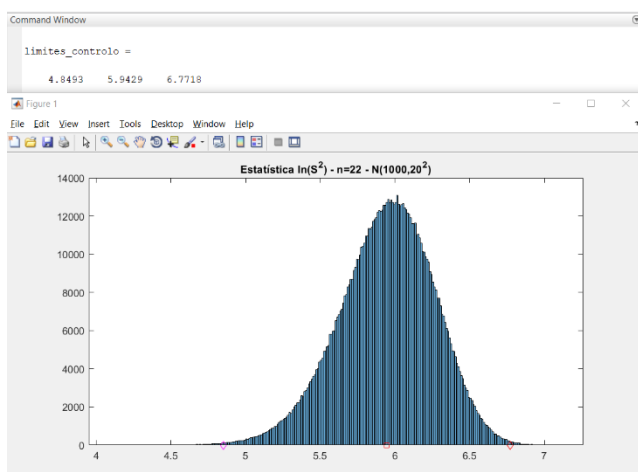 Command Window
limites_controlo =
4.8493 5.9429 6.7718
Figure 1
File Edit View Insert Tools Desktop Window Help
Estatística ln(S²) - n=22 - N(1000,20²)
14000
12000
10000
8000
6000
4000
2000
0
4 4.5 5 5.5 6 6.5 7